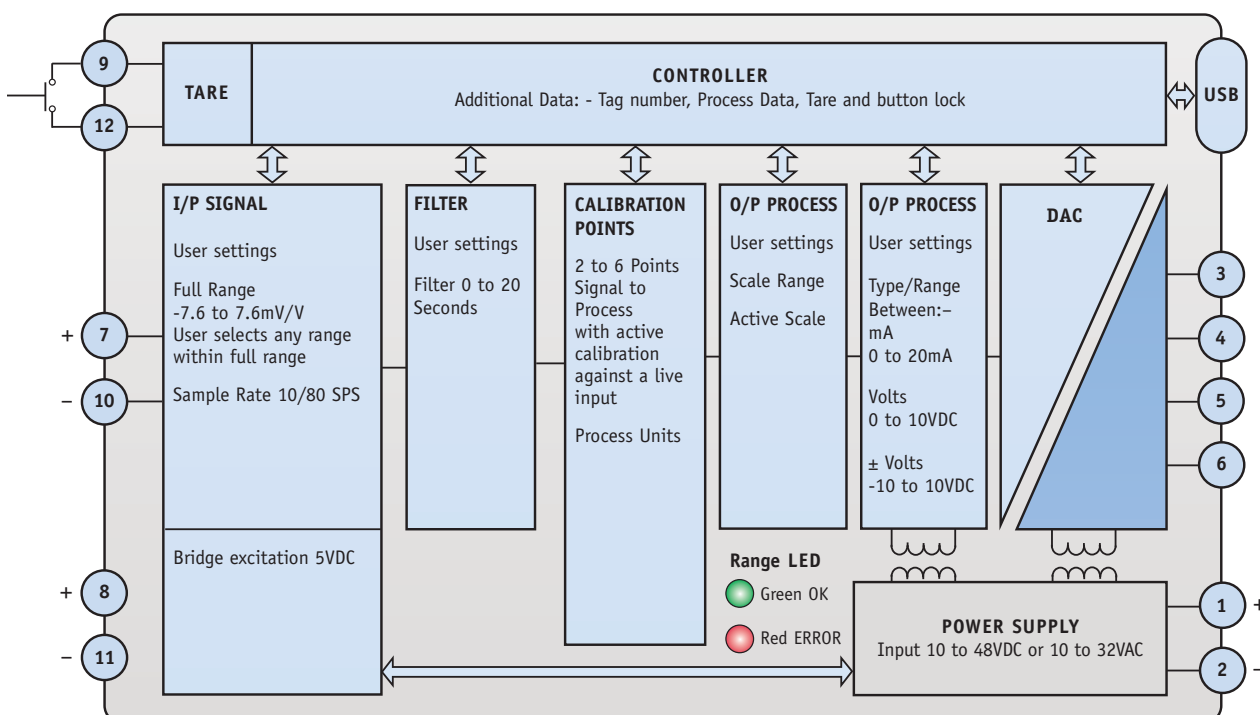 9
12
TARE
CONTROLLER
Additional Data: - Tag number, Process Data, Tare and button lock
USB
I/P SIGNAL
User settings
Full Range
-7.6 to 7.6mV/V
User selects any range
within full range
Sample Rate 10/80 SPS
Bridge excitation 5VDC
+ 7
– 10
+ 8
– 11
FILTER
User settings
Filter 0 to 20
Seconds
CALIBRATION
POINTS
2 to 6 Points
Signal to
Process
with active
calibration
against a live
input
Process Units
O/P PROCESS
User settings
Scale Range
Active Scale
O/P PROCESS
User settings
Type/Range
Between:–
mA
0 to 20mA
Volts
0 to 10VDC
± Volts
-10 to 10VDC
DAC
3
4
5
6
Range LED
Green OK
Red ERROR
POWER SUPPLY
Input 10 to 48VDC or 10 to 32VAC
1 +
2 –